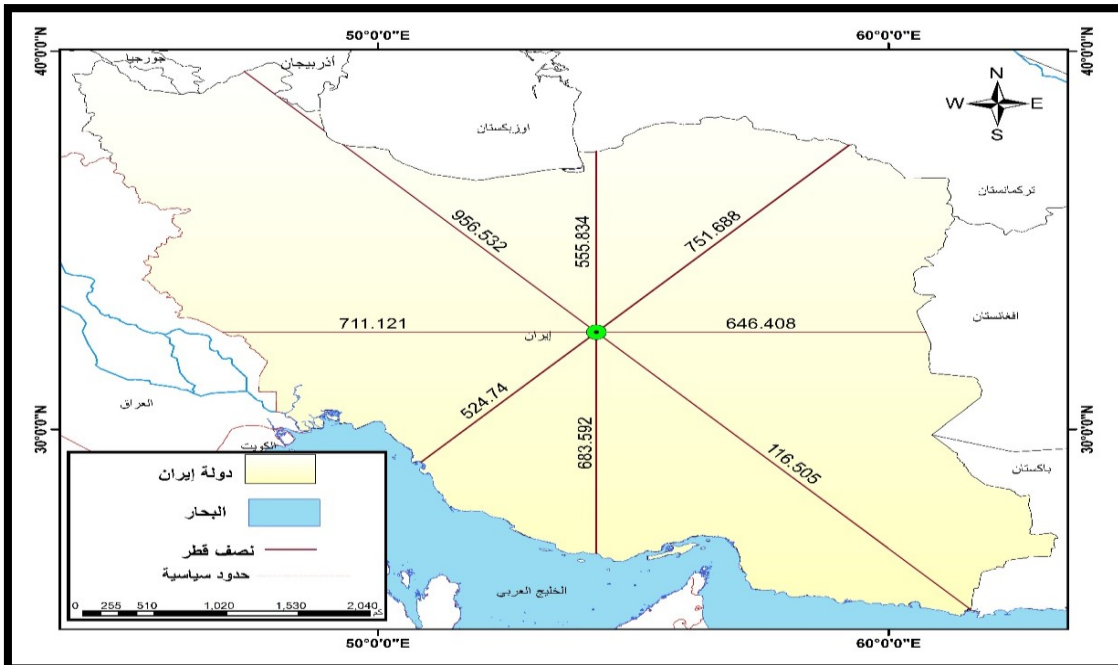 50°0'0"E
60°0'0"E
40°0'0"N
40°0'0"N
جورجيا
أذربيجان
اوزبكستان
N
W
E
S
تركمانستان
956.532
555.834
751.688
711.121
646.408
إيران
افغانستان
524.74
683.592
116.505
العراق
30°0'0"N
30°0'0"N
الكويت
باكستان
الخليج العربي
دولة إيران
البحار
نصف قطر
حدود سياسية
0 255 510 1,020 1,530 2,040
كم
50°0'0"E
60°0'0"E